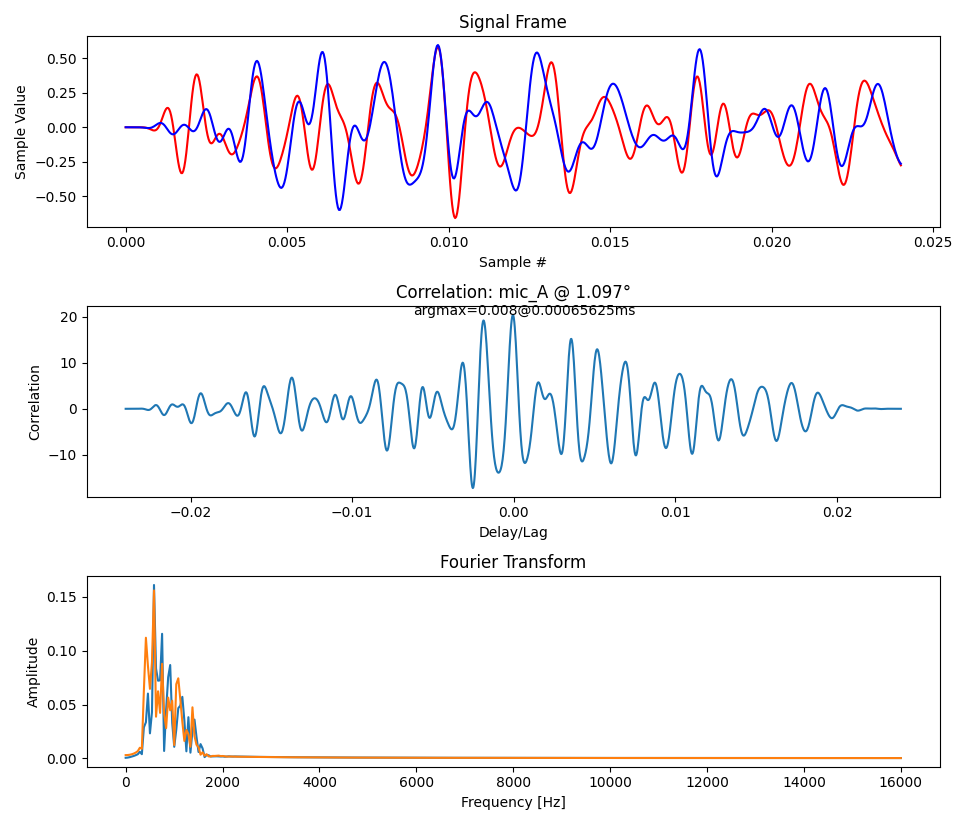 Signal Frame
Sample Value
0.50
0.25
0.00
−0.25
−0.50
0.000 0.005 0.010 0.015 0.020 0.025
Sample #
Correlation: mic_A @ 1.097°
argmax=0.008@0.00065625ms
Correlation
20
10
0
−10
−0.02 −0.01 0.00 0.01 0.02
Delay/Lag
Fourier Transform
Amplitude
0.15
0.10
0.05
0.00
0 2000 4000 6000 8000 10000 12000 14000 16000
Frequency [Hz]